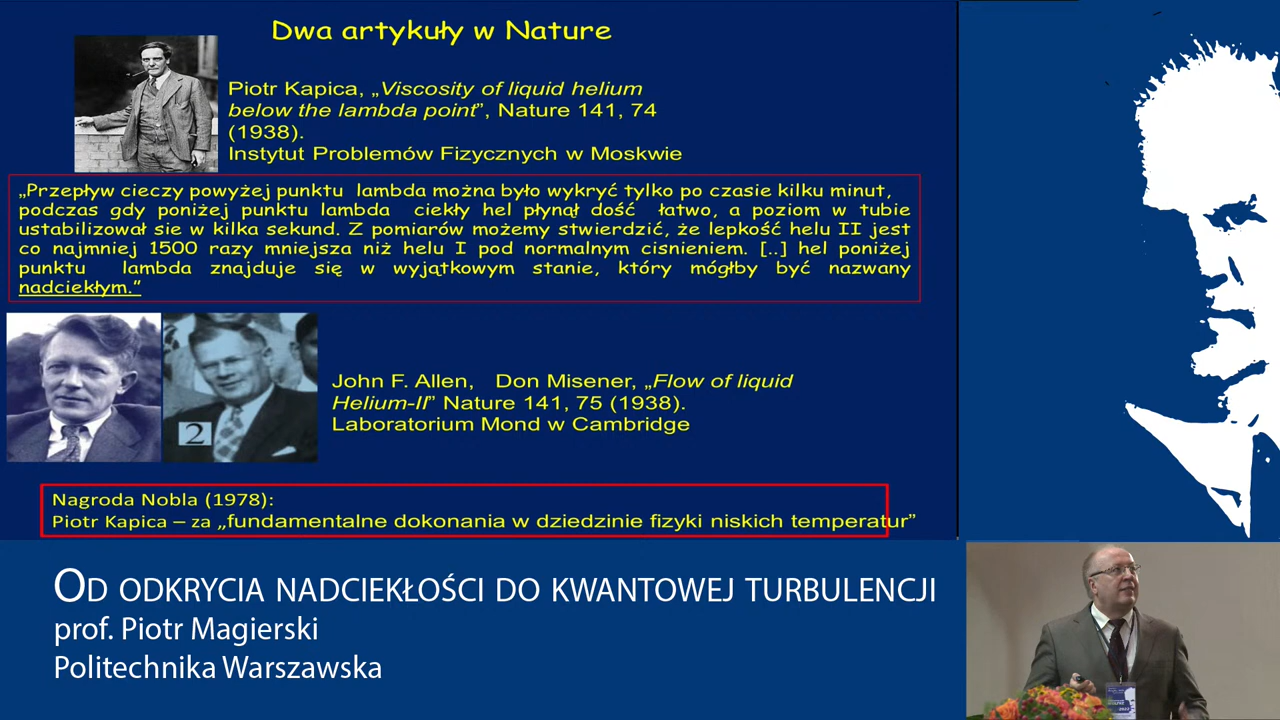 Dwa artykuły w Nature
Piotr Kapica, „Viscosity of liquid helium
below the lambda point”, Nature 141, 74
(1938).
Instytut Problemów Fizycznych w Moskwie
„Przepływ cieczy powyżej punktu lambda można było wykryć tylko po czasie kilku minut,
podczas gdy poniżej punktu lambda ciekły hel płynął dość łatwo, a poziom w tubie
ustabilizował sie w kilka sekund. Z pomiarów możemy stwierdzić, że lepkość helu II jest
co najmniej 1500 razy mniejsza niż helu I pod normalnym cisnieniem. [..] hel poniżej
punktu lambda znajduje się w wyjątkowym stanie, który mógłby być nazwany
nadciekłym.”
2
John F. Allen, Don Misener, „Flow of liquid
Helium-II” Nature 141, 75 (1938).
Laboratorium Mond w Cambridge
Nagroda Nobla (1978):
Piotr Kapica – za „fundamentalne dokonania w dziedzinie fizyki niskich temperatur”
OD ODKRYCIA NADCIEKŁOŚCI DO KWANTOWEJ TURBULENCJI
prof. Piotr Magierski
Politechnika Warszawska